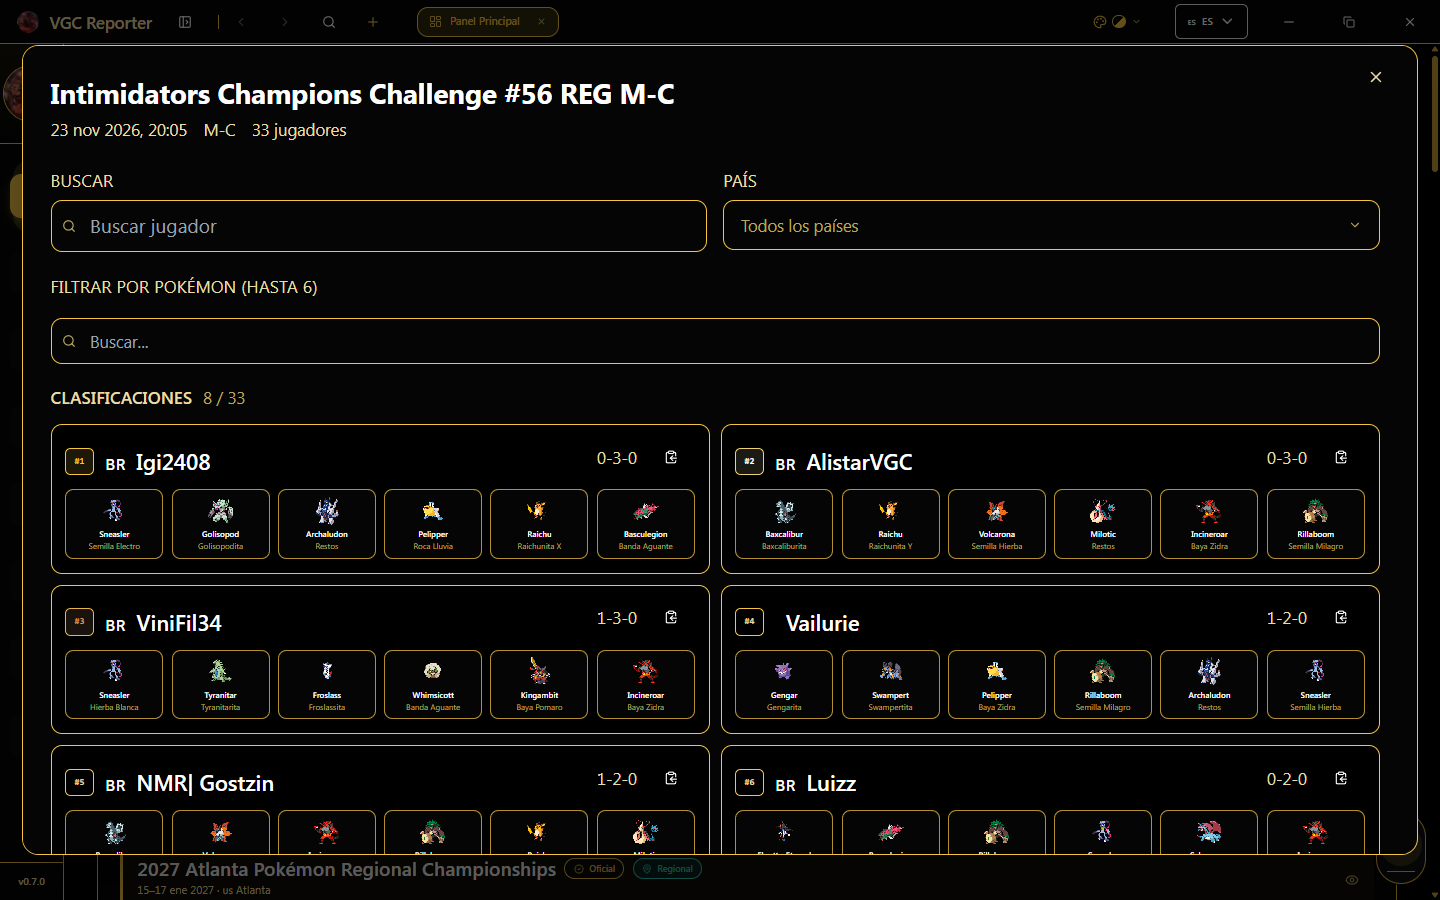 VGC Reporter
Panel Principal
ES ES
Intimidators Champions Challenge #56 REG M-C
23 nov 2026, 20:05 M-C 33 jugadores
BUSCAR
PAÍS
Buscar jugador
Todos los países
FILTRAR POR POKÉMON (HASTA 6)
Buscar...
CLASIFICACIONES 8 / 33
#1 BR Igi2408 0-3-0
Sneasler Golisopod Archaludon Pelipper Raichu Basculegion
Semilla Electro Golisopodita Restos Roca Lluvia Raichunita X Banda Aguante
#2 BR AlistarVGC 0-3-0
Baxcalibur Raichu Volcarona Milotic Incineroar Rillaboom
Baxcaliburita Raichunita Y Semilla Hierba Restos Baya Zidra Semilla Milagro
#3 BR ViniFil34 1-3-0
Sneasler Tyranitar Froslass Whimsicott Kingambit Incineroar
Hierba Blanca Tyranitarita Froslassita Banda Aguante Baya Pomaro Baya Zidra
#4 Vailurie 1-2-0
Gengar Swampert Pelipper Rillaboom Archaludon Sneasler
Gengarita Swampertita Baya Zidra Semilla Milagro Restos Semilla Hierba
#5 BR NMR| Gostzin 1-2-0
#6 BR Luizz 0-2-0
v0.7.0
2027 Atlanta Pokémon Regional Championships Oficial Regional
15–17 ene 2027 · us Atlanta